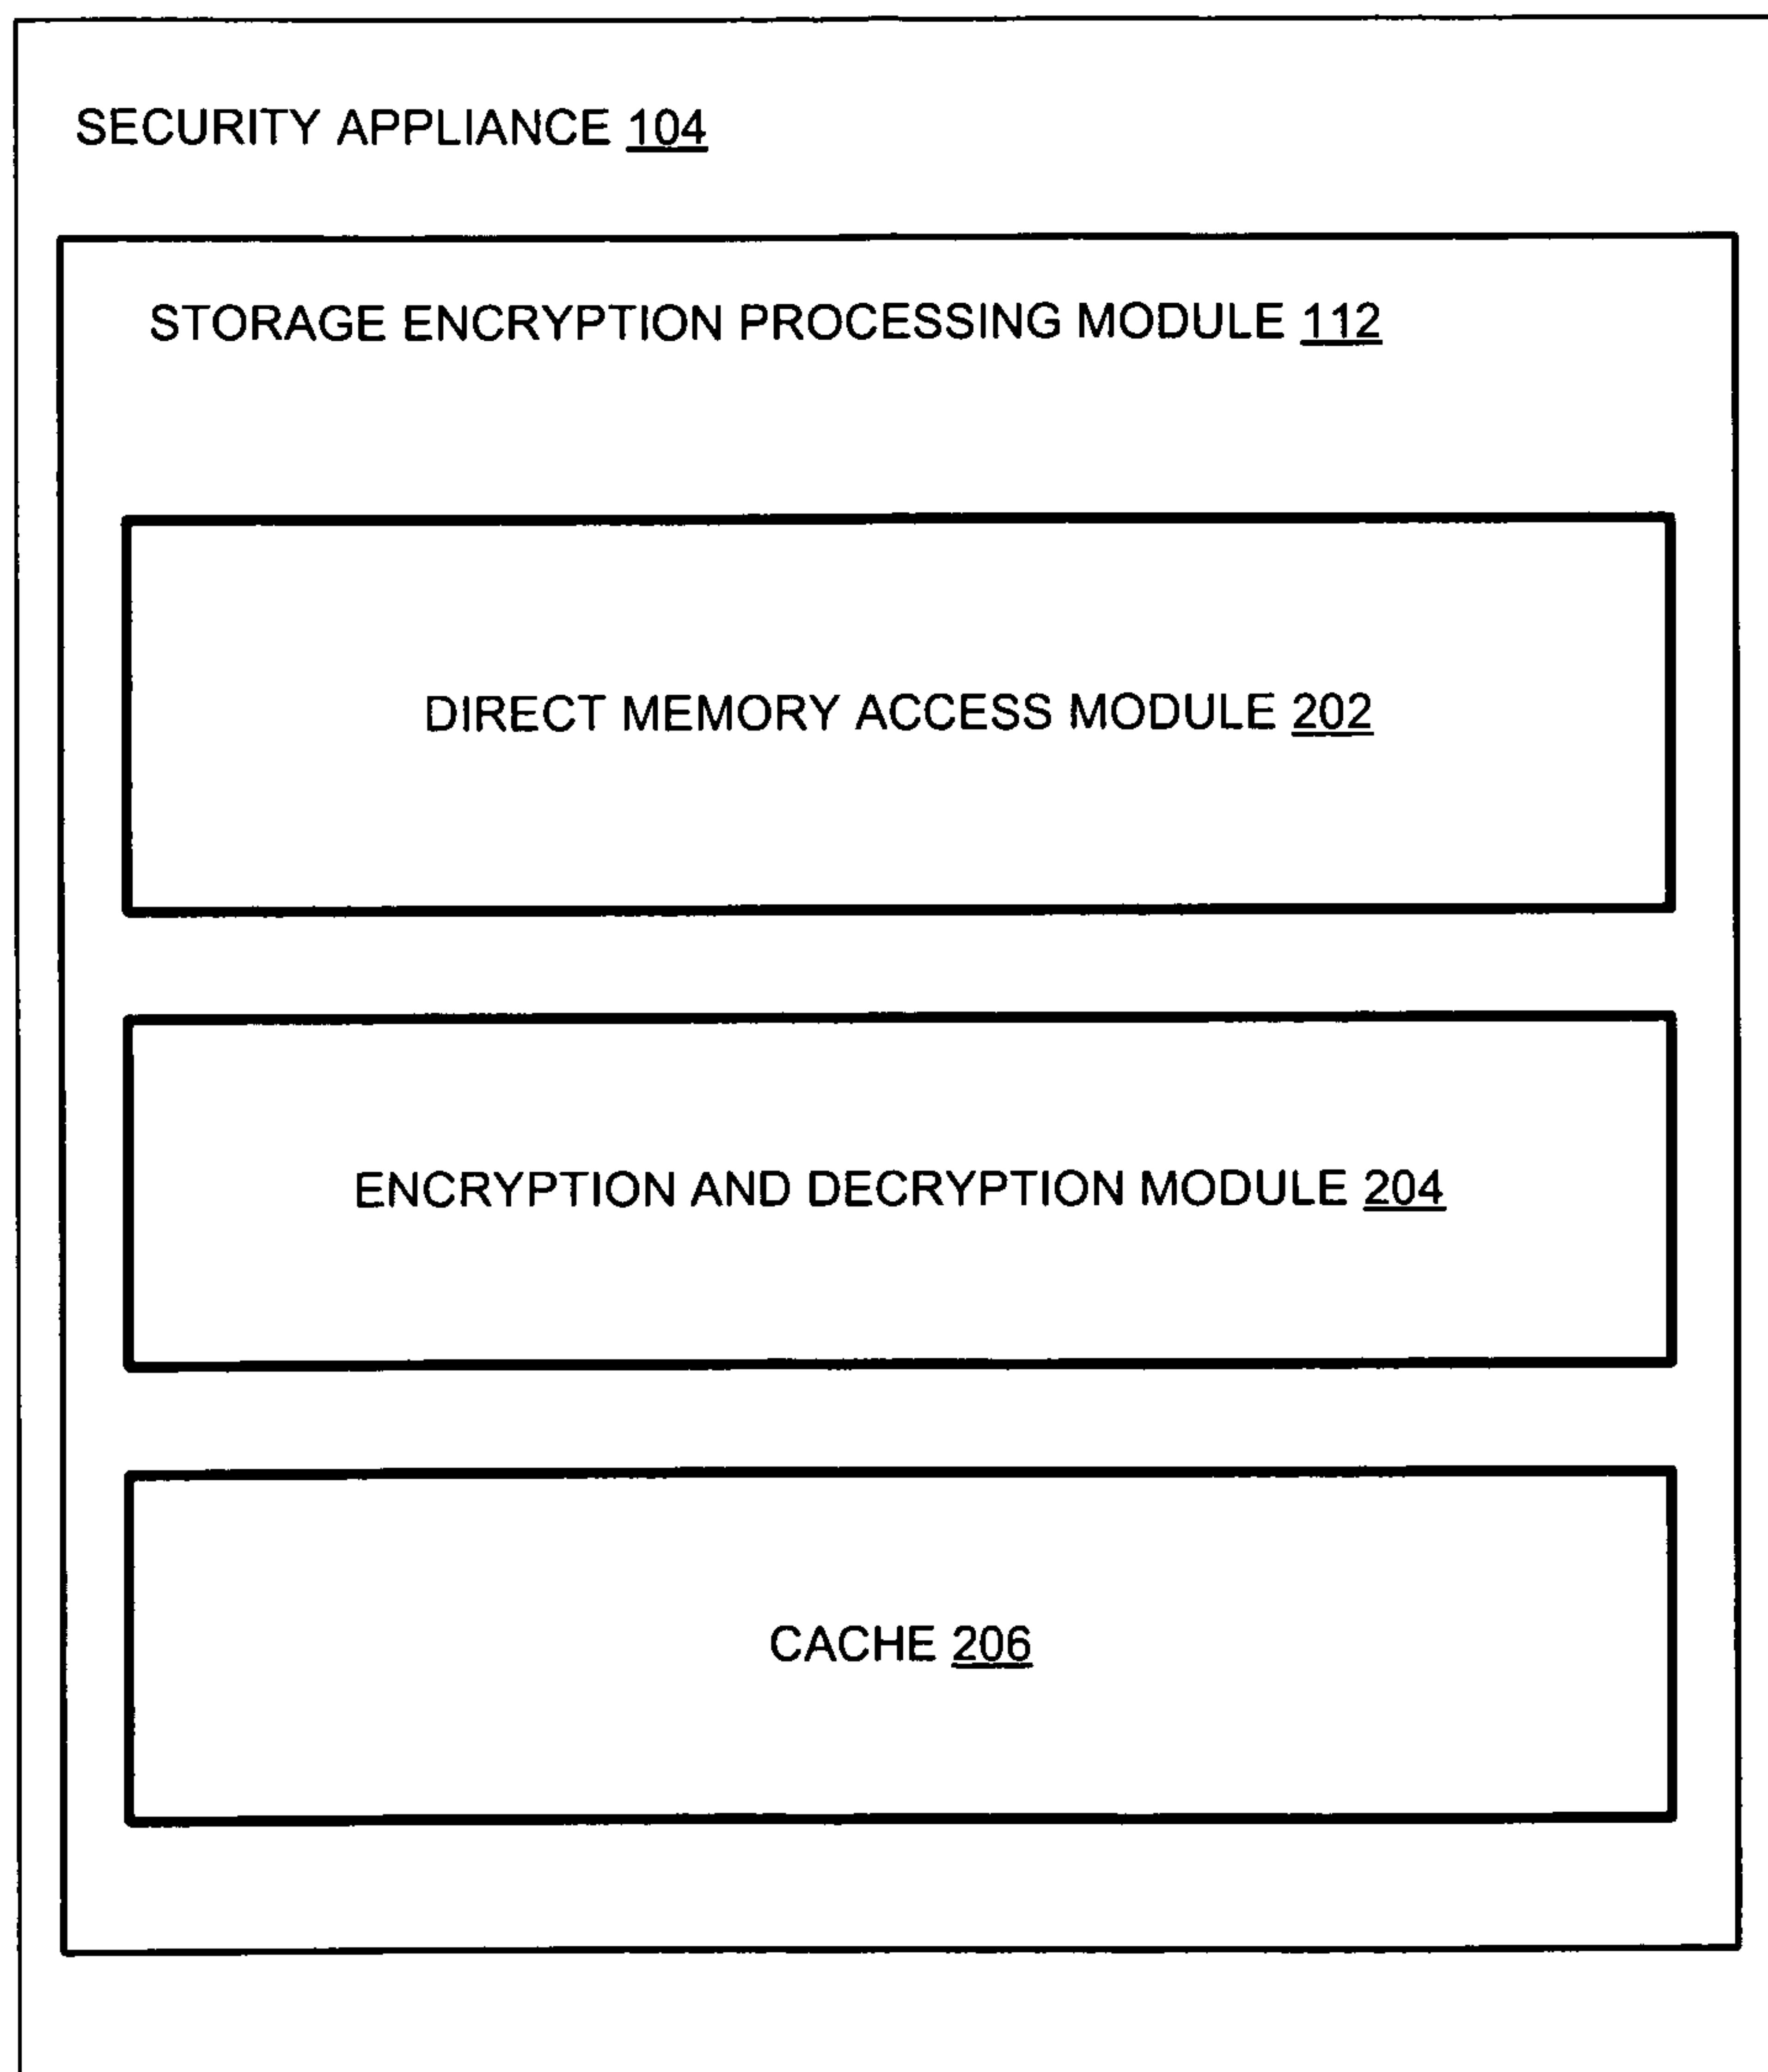 SECURITY APPLIANCE 104
STORAGE ENCRYPTION PROCESSING MODULE 112
DIRECT MEMORY ACCESS MODULE 202
ENCRYPTION AND DECRYPTION MODULE 204
CACHE 206